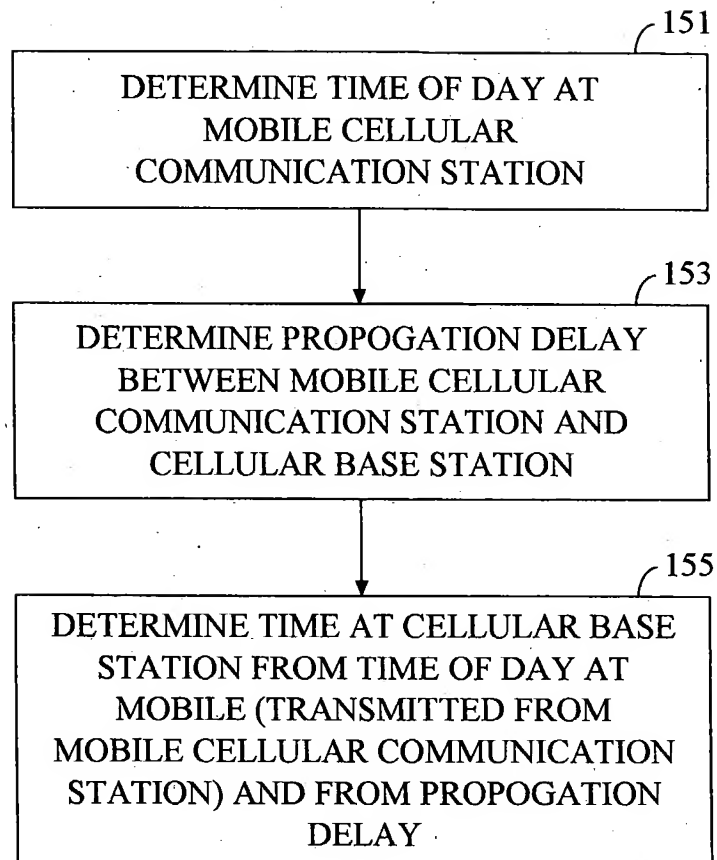 151
DETERMINE TIME OF DAY AT
MOBILE CELLULAR
COMMUNICATION STATION
153
DETERMINE PROPOGATION DELAY
BETWEEN MOBILE CELLULAR
COMMUNICATION STATION AND
CELLULAR BASE STATION
155
DETERMINE TIME AT CELLULAR BASE
STATION FROM TIME OF DAY AT
MOBILE (TRANSMITTED FROM
MOBILE CELLULAR COMMUNICATION
STATION) AND FROM PROPOGATION
DELAY